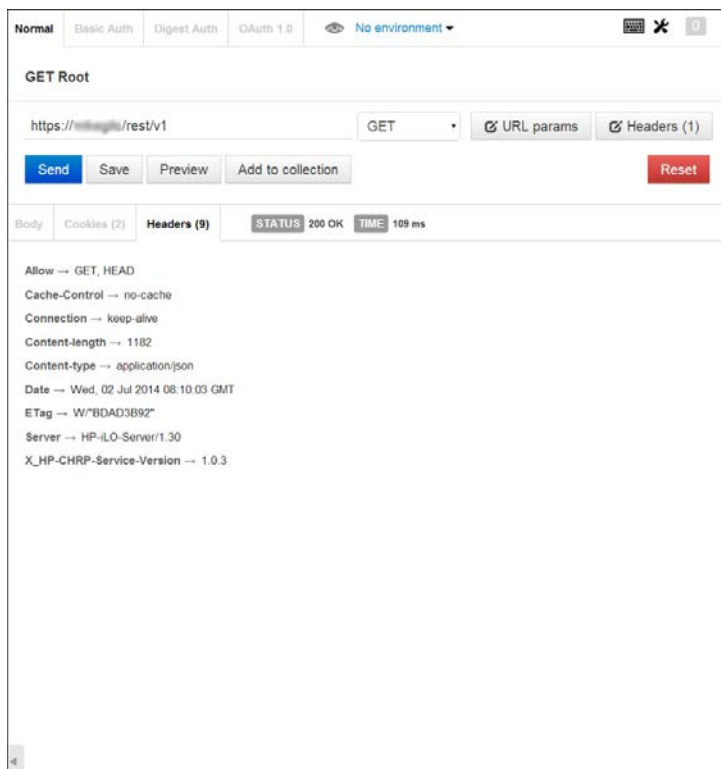 Normal Basic Auth Digest Auth OAuth 1.0 No environment 0
GET Root
https:// /rest/v1 GET URL params Headers (1)
Send Save Preview Add to collection Reset
Body Cookies (2) Headers (9) STATUS 200 OK TIME 109 ms
Allow → GET, HEAD
Cache-Control → no-cache
Connection → keep-alive
Content-length → 1182
Content-type → application/json
Date → Wed, 02 Jul 2014 08:10:03 GMT
ETag → W/"BDAD3B92"
Server → HP-iLO-Server/1.30
X_HP-CHRP-Service-Version → 1.0.3